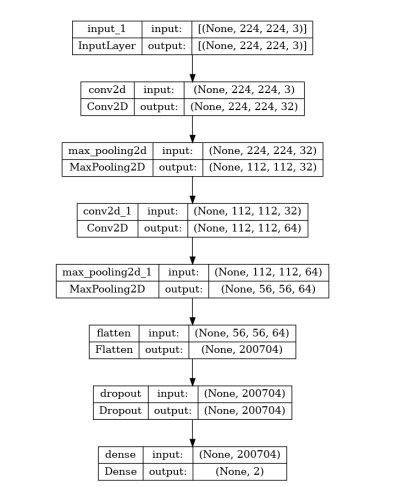 input_1 input: [(None, 224, 224, 3)]
InputLayer output: [(None, 224, 224, 3)]
conv2d input: (None, 224, 224, 3)
Conv2D output: (None, 224, 224, 32)
max_pooling2d input: (None, 224, 224, 32)
MaxPooling2D output: (None, 112, 112, 32)
conv2d_1 input: (None, 112, 112, 32)
Conv2D output: (None, 112, 112, 64)
max_pooling2d_1 input: (None, 112, 112, 64)
MaxPooling2D output: (None, 56, 56, 64)
flatten input: (None, 56, 56, 64)
Flatten output: (None, 200704)
dropout input: (None, 200704)
Dropout output: (None, 200704)
dense input: (None, 200704)
Dense output: (None, 2)